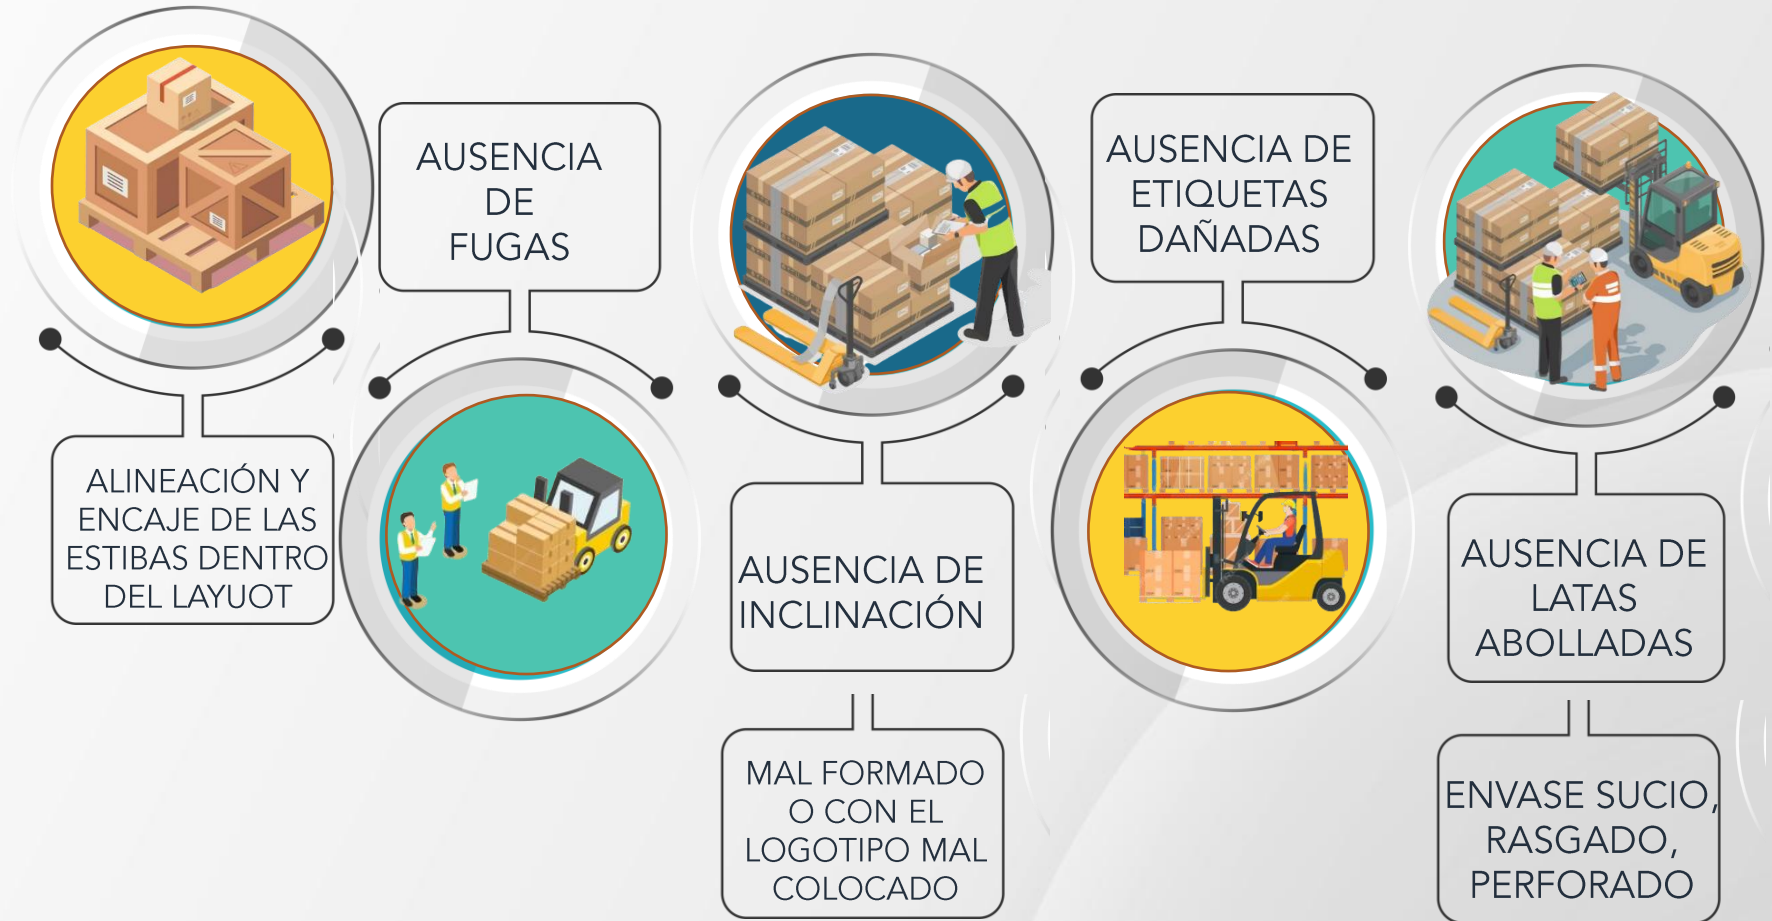 ALINEACIÓN Y
ENCAJE DE LAS
ESTIBAS DENTRO
DEL LAYUOT
AUSENCIA
DE
FUGAS
AUSENCIA DE
INCLINACIÓN
MAL FORMADO
O CON EL
LOGOTIPO MAL
COLOCADO
AUSENCIA DE
ETIQUETAS
DAÑADAS
AUSENCIA DE
LATAS
ABOLLADAS
ENVASE SUCIO,
RASGADO,
PERFORADO